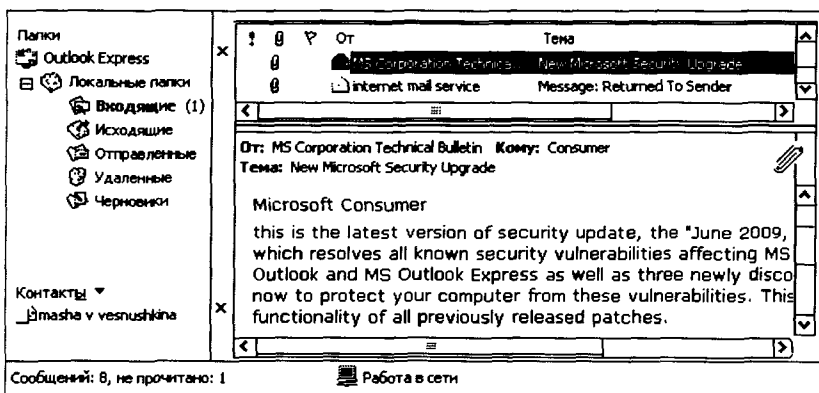 Папки
Outlook Express
Локальные папки
Входящие (1)
Исходящие
Отправленные
Удаленные
Черновики
Контакты
masha v vesnushkina
От Тема
MS Corporation Technica... New Microsoft Security Upgrade
internet mail service Message: Returned To Sender
От: MS Corporation Technical Bulletin Кому: Consumer
Тема: New Microsoft Security Upgrade
Microsoft Consumer
this is the latest version of security update, the "June 2009,
which resolves all known security vulnerabilities affecting MS
Outlook and MS Outlook Express as well as three newly disco
now to protect your computer from these vulnerabilities. This
functionality of all previously released patches.
Сообщений: 8, не прочитано: 1 Работа в сети